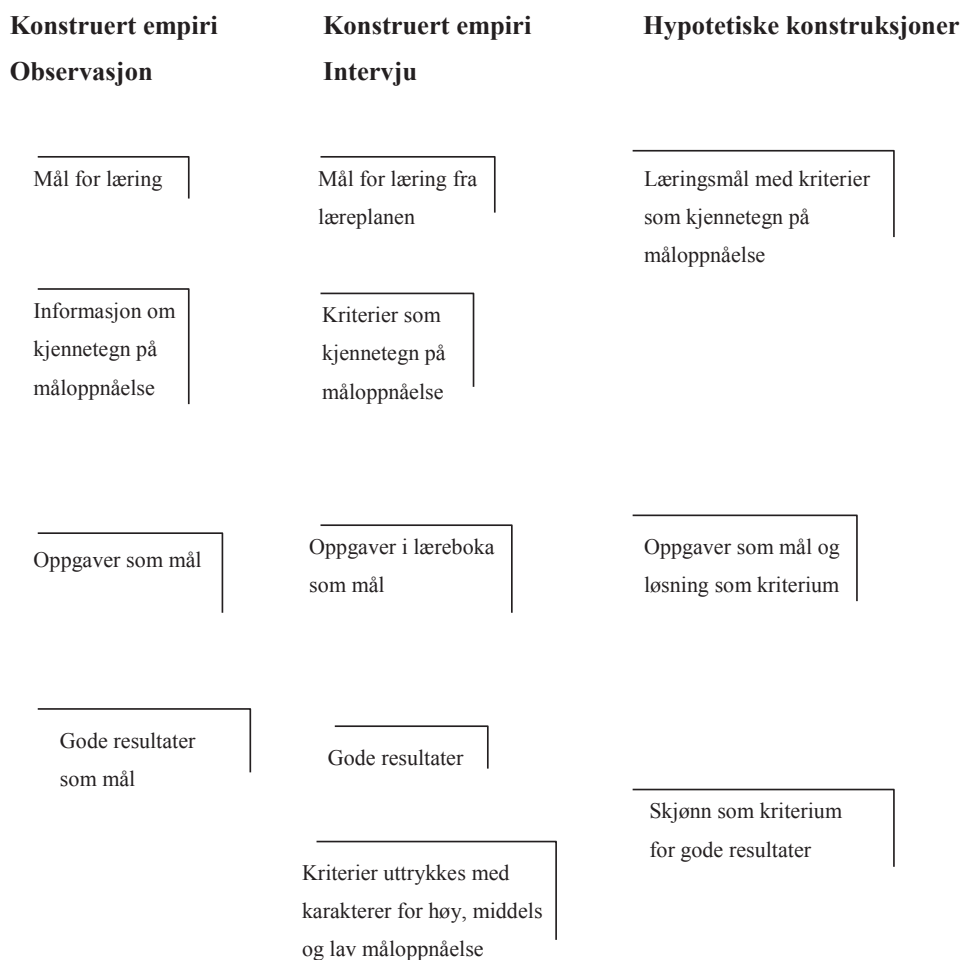 Konstruert empiri
Observasjon
Konstruert empiri
Intervju
Hypotetiske konstruksjoner
Mål for læring
Mål for læring fra
læreplanen
Læringsmål med kriterier
som kjennetegn på
måloppnåelse
Informasjon om
kjennetegn på
måloppnåelse
Kriterier som
kjennetegn på
måloppnåelse
Oppgaver som mål
Oppgaver i læreboka
som mål
Oppgaver som mål og
løsning som kriterium
Gode resultater
som mål
Gode resultater
Skjønn som kriterium
for gode resultater
Kriterier uttrykkes med
karakterer for høy, middels
og lav måloppnåelse